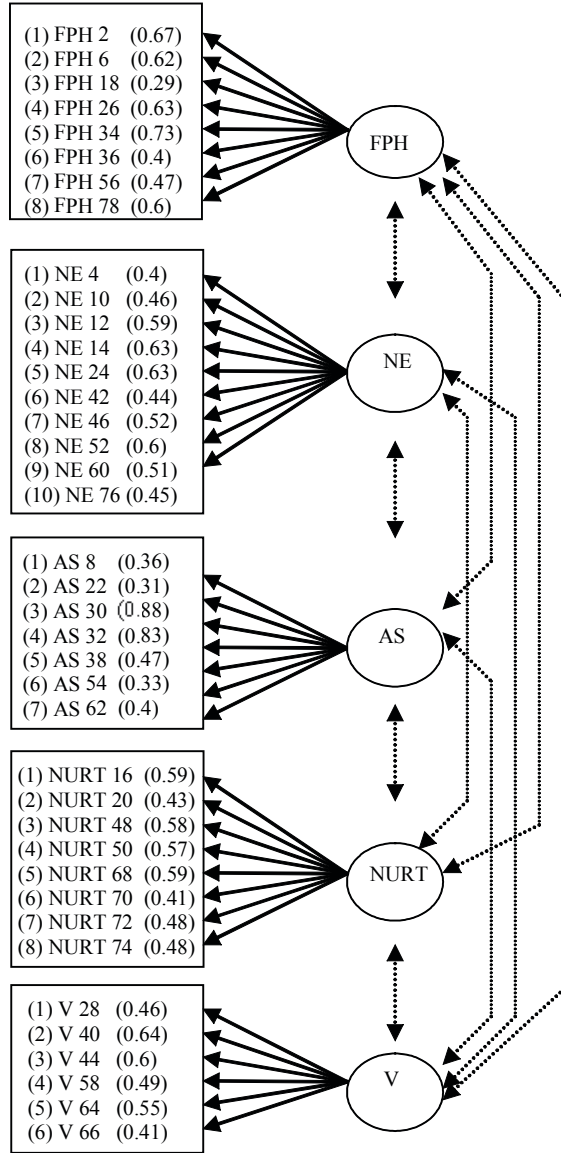 (1) FPH 2 (0.67)
(2) FPH 6 (0.62)
(3) FPH 18 (0.29)
(4) FPH 26 (0.63)
(5) FPH 34 (0.73)
(6) FPH 36 (0.4)
(7) FPH 56 (0.47)
(8) FPH 78 (0.6)
FPH
(1) NE 4 (0.4)
(2) NE 10 (0.46)
(3) NE 12 (0.59)
(4) NE 14 (0.63)
(5) NE 24 (0.63)
(6) NE 42 (0.44)
(7) NE 46 (0.52)
(8) NE 52 (0.6)
(9) NE 60 (0.51)
(10) NE 76 (0.45)
NE
(1) AS 8 (0.36)
(2) AS 22 (0.31)
(3) AS 30 (0.88)
(4) AS 32 (0.83)
(5) AS 38 (0.47)
(6) AS 54 (0.33)
(7) AS 62 (0.4)
AS
(1) NURT 16 (0.59)
(2) NURT 20 (0.43)
(3) NURT 48 (0.58)
(4) NURT 50 (0.57)
(5) NURT 68 (0.59)
(6) NURT 70 (0.41)
(7) NURT 72 (0.48)
(8) NURT 74 (0.48)
NURT
(1) V 28 (0.46)
(2) V 40 (0.64)
(3) V 44 (0.6)
(4) V 58 (0.49)
(5) V 64 (0.55)
(6) V 66 (0.41)
V